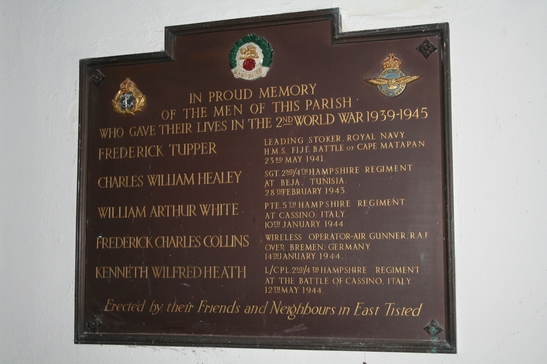 IN PROUD MEMORY
OF THE MEN OF THIS PARISH
WHO GAVE THEIR LIVES IN THE 2ND WORLD WAR 1939-1945
FREDERICK TUPPER
LEADING STOKER, ROYAL NAVY
H.M.S. FIJI, BATTLE OF CAPE MATAPAN
23RD MAY 1941.
CHARLES WILLIAM HEALEY
SGT 2ND/4TH HAMPSHIRE REGIMENT
AT BEJA, TUNISIA.
28TH FEBRUARY 1943.
WILLIAM ARTHUR WHITE
PTE. 5TH HAMPSHIRE REGIMENT
AT CASSINO, ITALY.
10TH JANUARY 1944
FREDERICK CHARLES COLLINS
WIRELESS OPERATOR-AIR GUNNER, R.A.F
OVER BREMEN, GERMANY.
14TH JANUARY 1944.
KENNETH WILFRED HEATH
L/CPL 2ND/4TH HAMPSHIRE REGIMENT
AT THE BATTLE OF CASSINO, ITALY.
12TH MAY 1944.
Erected by their Friends and Neighbours in East Tisted